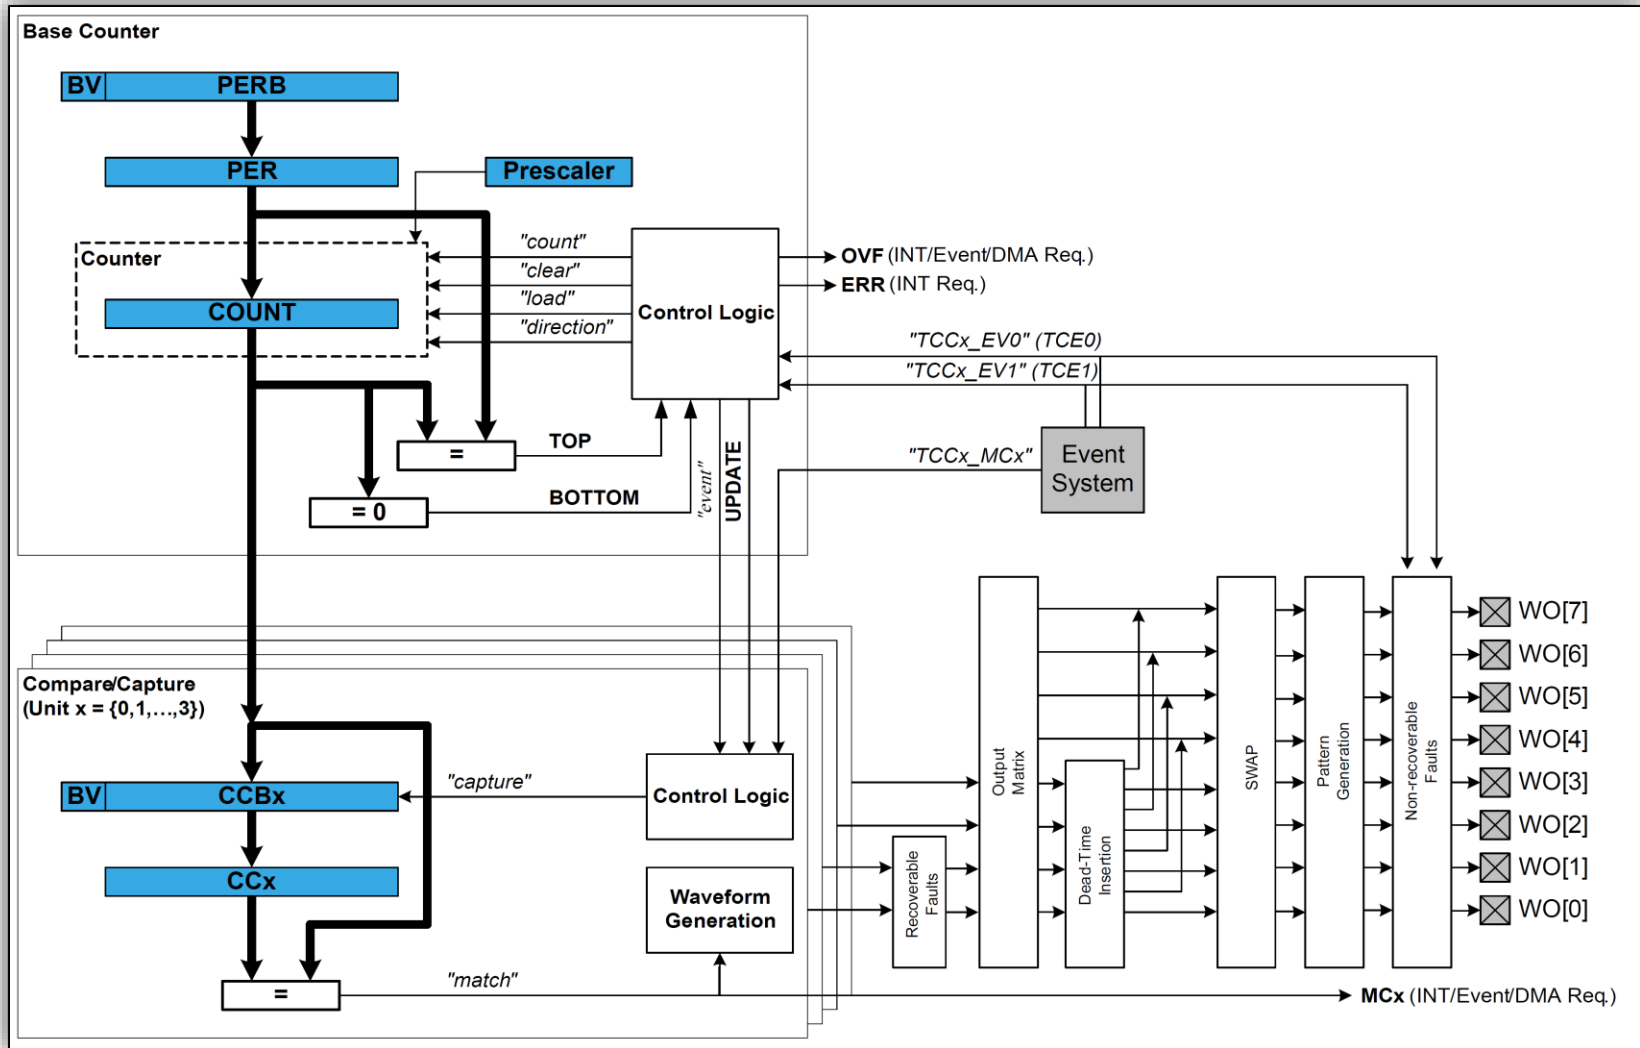 Base Counter
BV PERB
PER
Prescaler
"count"
"clear"
"load"
"direction"
Counter
COUNT
Control Logic
OVF (INT/Event/DMA Req.)
ERR (INT Req.)
"TCCx_EV0" (TCE0)
"TCCx_EV1" (TCE1)
"TCCx_MCx"
Event
System
=
TOP
= 0
BOTTOM
"event"
UPDATE
Compare/Capture
(Unit x = {0,1,...,3})
BV CCBx
"capture"
Control Logic
CCx
Waveform
Generation
=
"match"
Recoverable
Faults
Output
Matrix
Dead-Time
Insertion
SWAP
Pattern
Generation
Non-recoverable
Faults
WO[7]
WO[6]
WO[5]
WO[4]
WO[3]
WO[2]
WO[1]
WO[0]
MCx (INT/Event/DMA Req.)